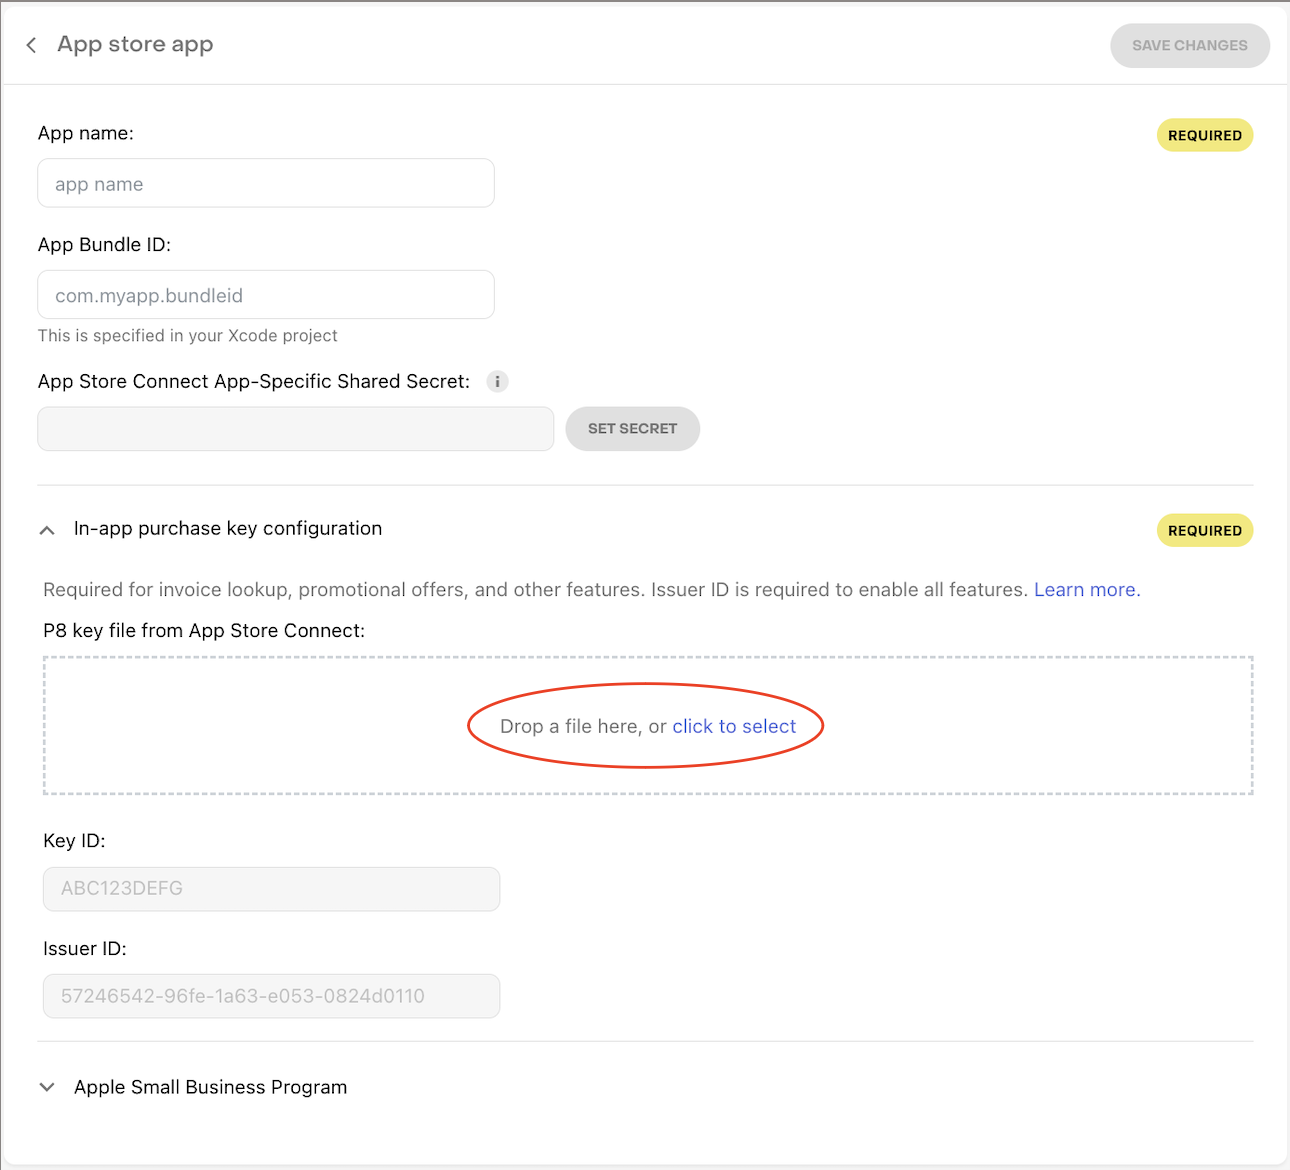 App store app
SAVE CHANGES
App name:
REQUIRED
app name
App Bundle ID:
com.myapp.bundleid
This is specified in your Xcode project
App Store Connect App-Specific Shared Secret: i
SET SECRET
In-app purchase key configuration
REQUIRED
Required for invoice lookup, promotional offers, and other features. Issuer ID is required to enable all features. Learn more.
P8 key file from App Store Connect:
Drop a file here, or click to select
Key ID:
ABC123DEFG
Issuer ID:
57246542-96fe-1a63-e053-0824d0110
Apple Small Business Program